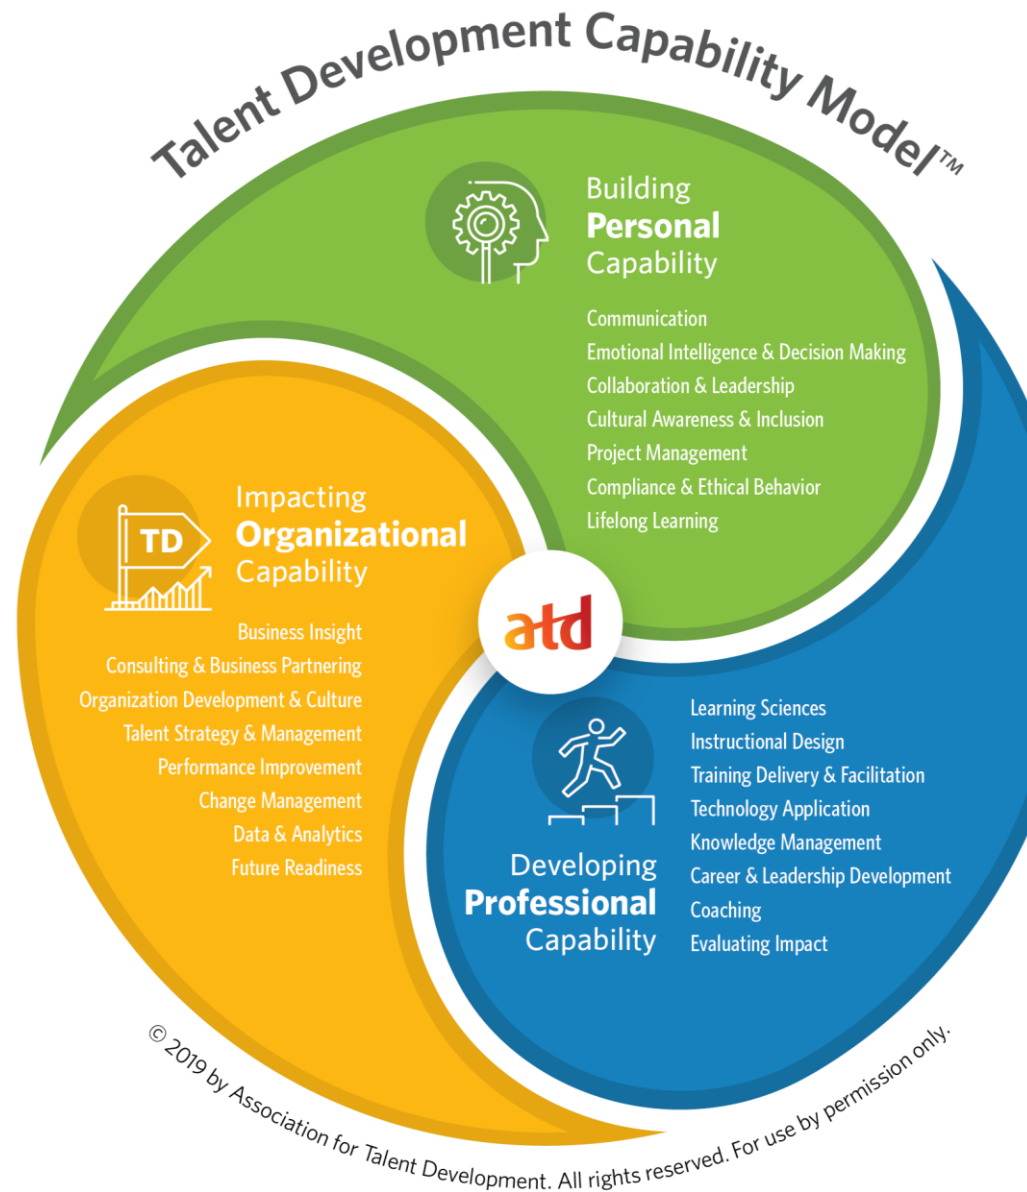 Talent Development Capability Model™
Building
Personal
Capability
Communication
Emotional Intelligence & Decision Making
Collaboration & Leadership
Cultural Awareness & Inclusion
Project Management
Compliance & Ethical Behavior
Lifelong Learning
TD
Impacting
Organizational
Capability
Business Insight
Consulting & Business Partnering
Organization Development & Culture
Talent Strategy & Management
Performance Improvement
Change Management
Data & Analytics
Future Readiness
atd
Developing
Professional
Capability
Learning Sciences
Instructional Design
Training Delivery & Facilitation
Technology Application
Knowledge Management
Career & Leadership Development
Coaching
Evaluating Impact
© 2019 by Association for Talent Development. All rights reserved. For use by permission only.